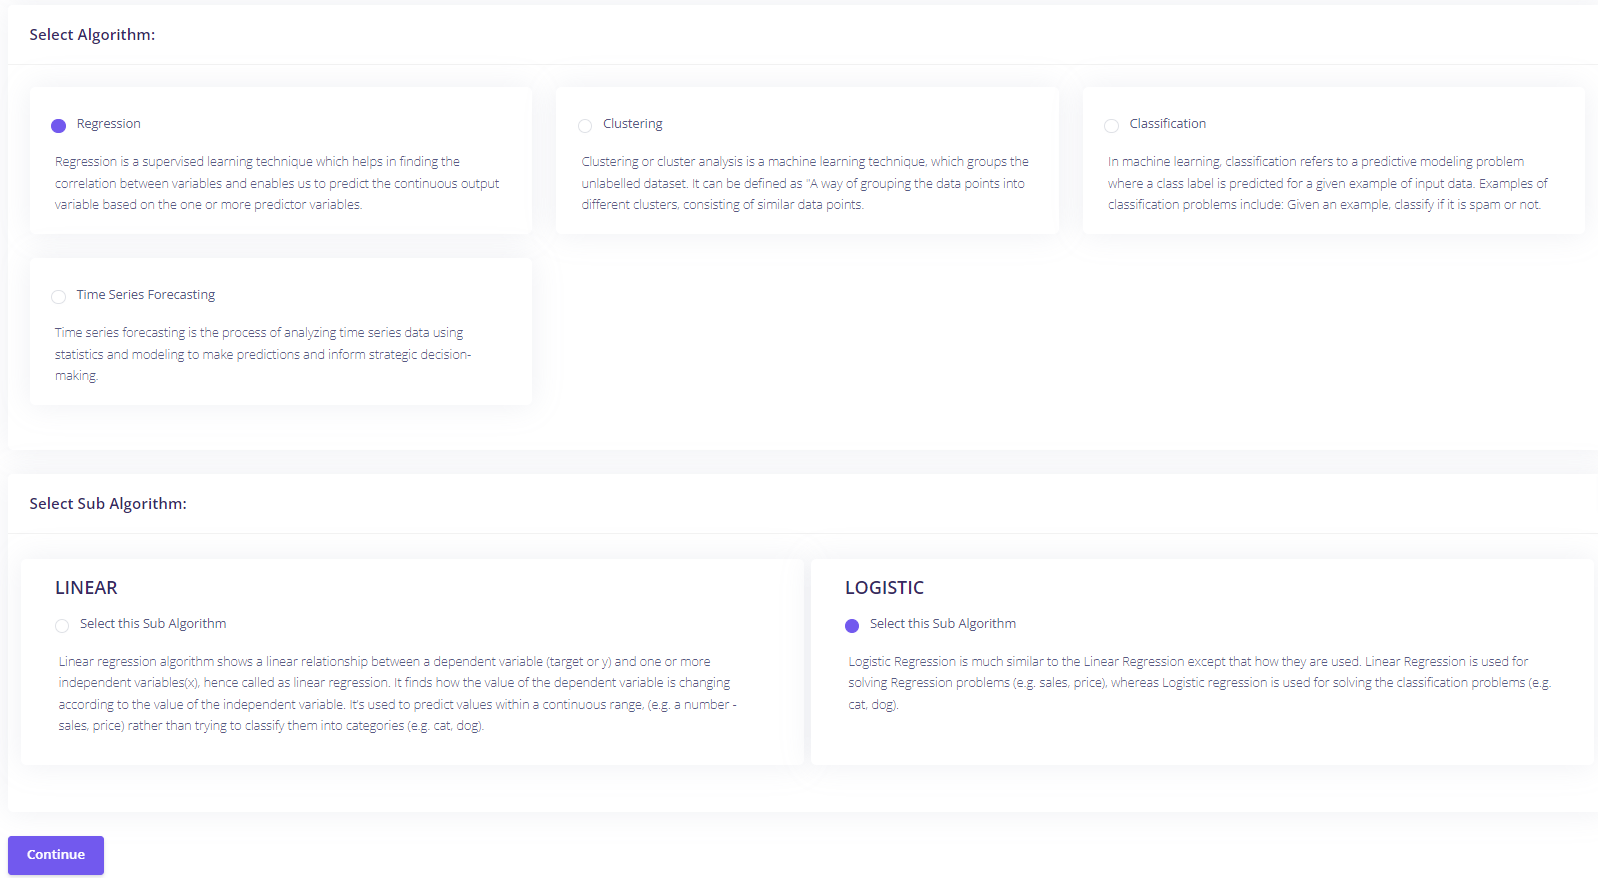 Select Algorithm:
Regression
Regression is a supervised learning technique which helps in finding the
correlation between variables and enables us to predict the continuous output
variable based on the one or more predictor variables.
Clustering
Clustering or cluster analysis is a machine learning technique, which groups the
unlabelled dataset. It can be defined as "A way of grouping the data points into
different clusters, consisting of similar data points.
Classification
In machine learning, classification refers to a predictive modeling problem
where a class label is predicted for a given example of input data. Examples of
classification problems include: Given an example, classify if it is spam or not.
Time Series Forecasting
Time series forecasting is the process of analyzing time series data using
statistics and modeling to make predictions and inform strategic decision-
making.
Select Sub Algorithm:
LINEAR
Select this Sub Algorithm
Linear regression algorithm shows a linear relationship between a dependent variable (target or y) and one or more
independent variables(x), hence called as linear regression. It finds how the value of the dependent variable is changing
according to the value of the independent variable. It's used to predict values within a continuous range, (e.g. a number -
sales, price) rather than trying to classify them into categories (e.g. cat, dog).
LOGISTIC
Select this Sub Algorithm
Logistic Regression is much similar to the Linear Regression except that how they are used. Linear Regression is used for
solving Regression problems (e.g. sales, price), whereas Logistic regression is used for solving the classification problems (e.g.
cat, dog).
Continue